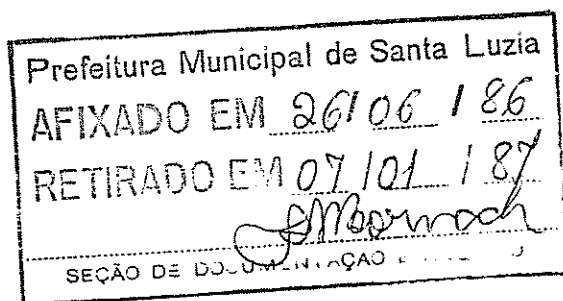 Prefeitura Municipal de Santa Luzia
AFIXADO EM 26/06/86
RETIRADO EM 07/01/87
SEÇÃO DE